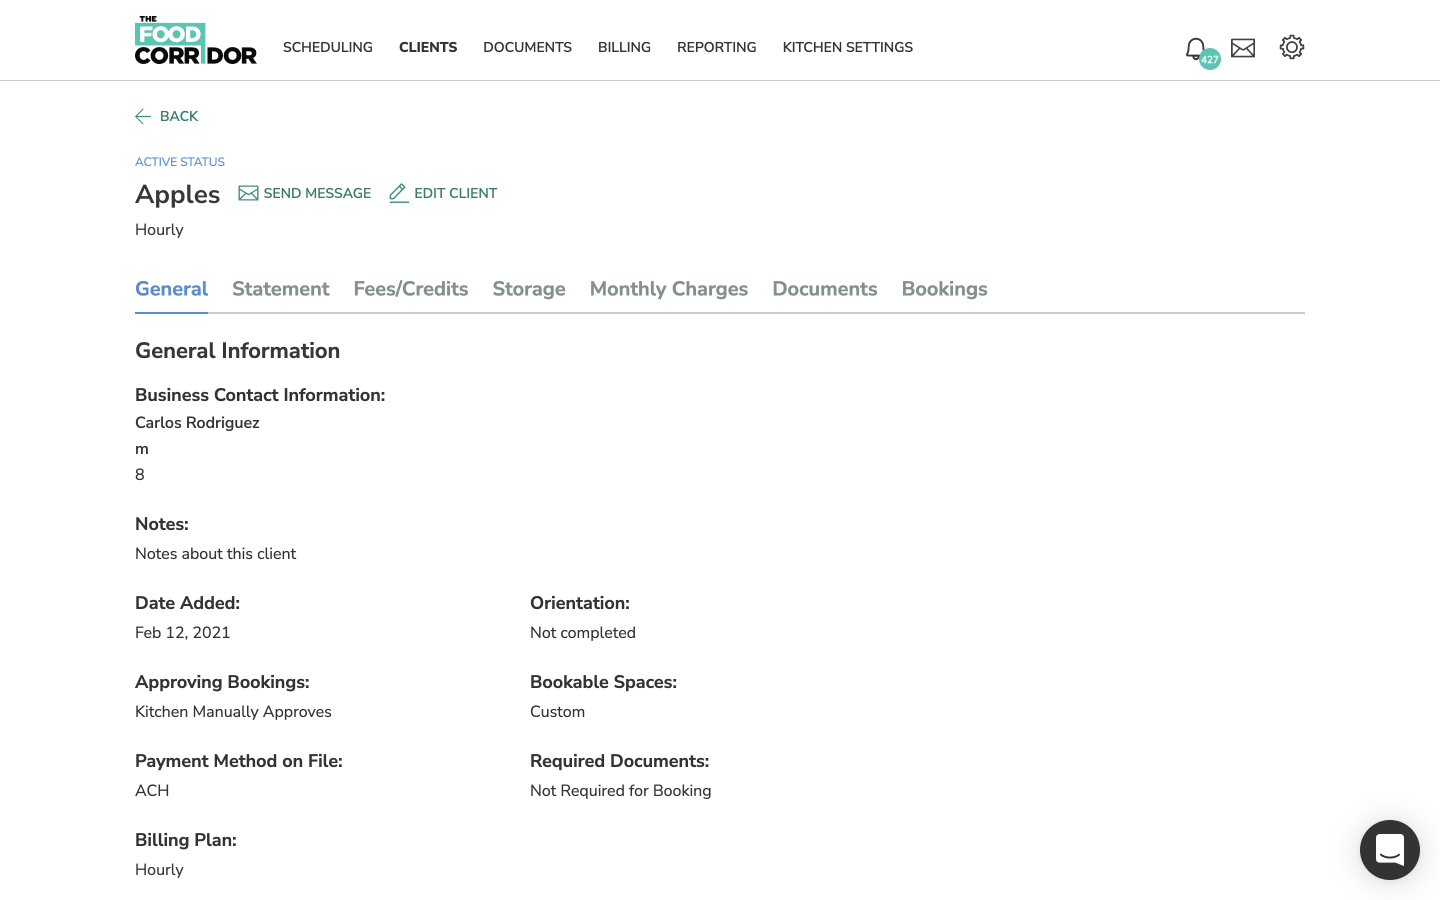 THE
FOOD
CORRIDOR
SCHEDULING
CLIENTS
DOCUMENTS
BILLING
REPORTING
KITCHEN SETTINGS
427
BACK
ACTIVE STATUS
Apples
SEND MESSAGE
EDIT CLIENT
Hourly
General
Statement
Fees/Credits
Storage
Monthly Charges
Documents
Bookings
General Information
Business Contact Information:
Carlos Rodriguez
m
8
Notes:
Notes about this client
Date Added:
Feb 12, 2021
Orientation:
Not completed
Approving Bookings:
Kitchen Manually Approves
Bookable Spaces:
Custom
Payment Method on File:
ACH
Required Documents:
Not Required for Booking
Billing Plan:
Hourly